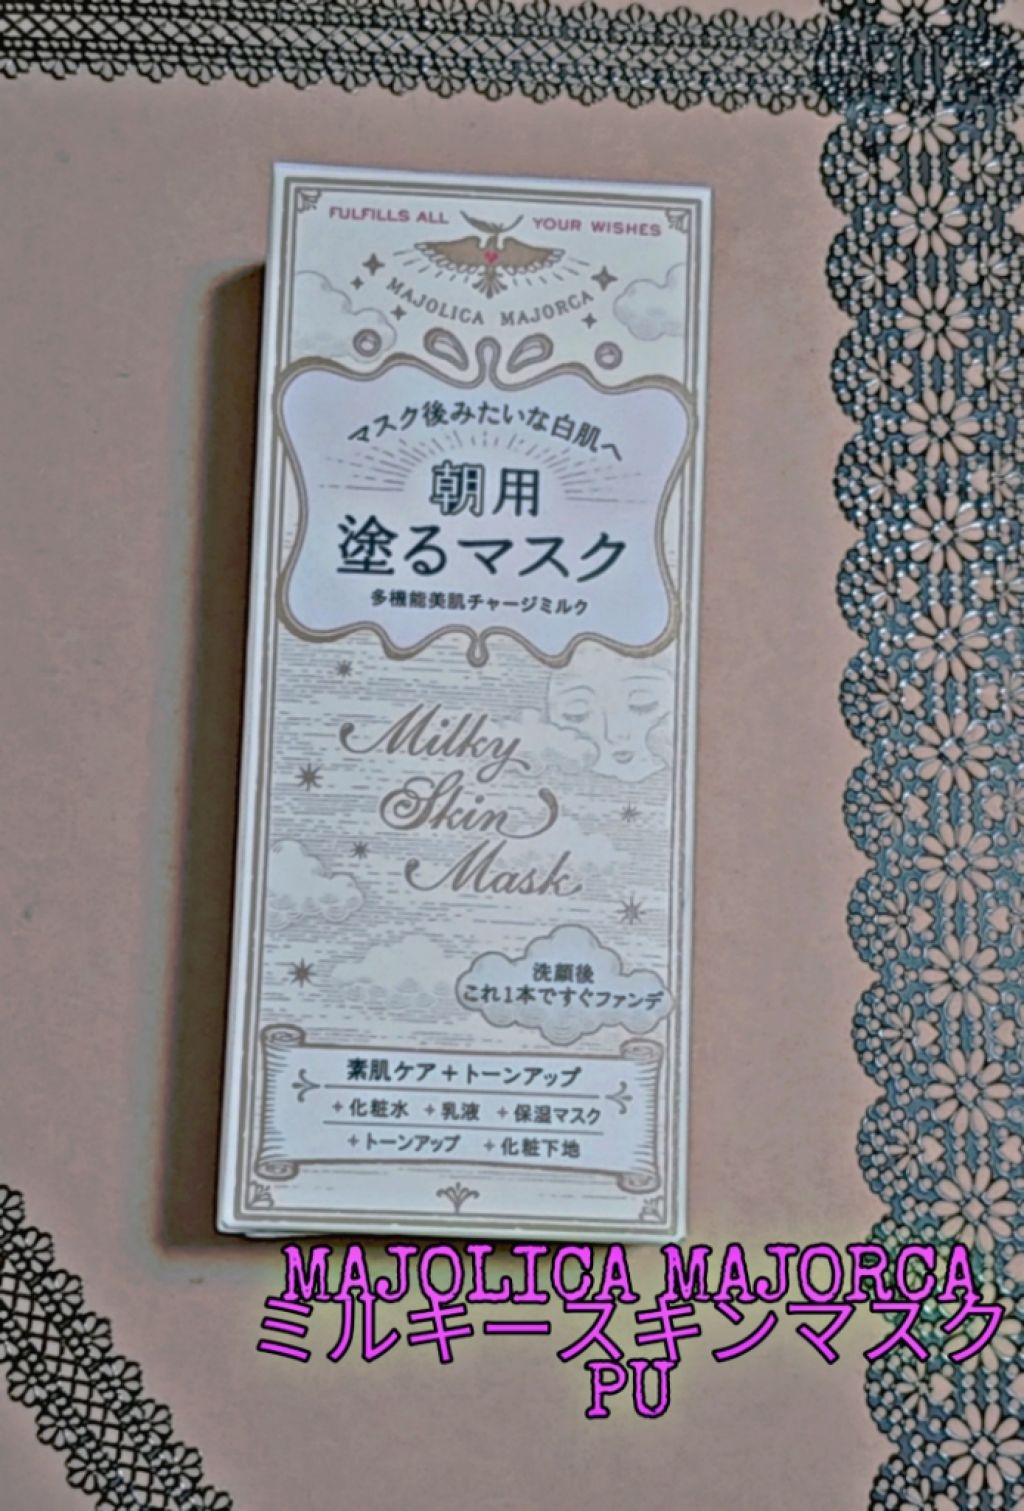 FULFILLS ALL YOUR WISHES
MAJOLICA MAJORCA
マスク後みたいな白肌へ
朝用
塗るマスク
多機能美肌チャージミルク
Milky
Skin
Mask
洗顔後
これ1本ですぐファンデ
素肌ケア+トーンアップ
+化粧水 +乳液 +保湿マスク
+トーンアップ +化粧下地
MAJOLICA MAJORCA
ミルキースキンマスク
PU